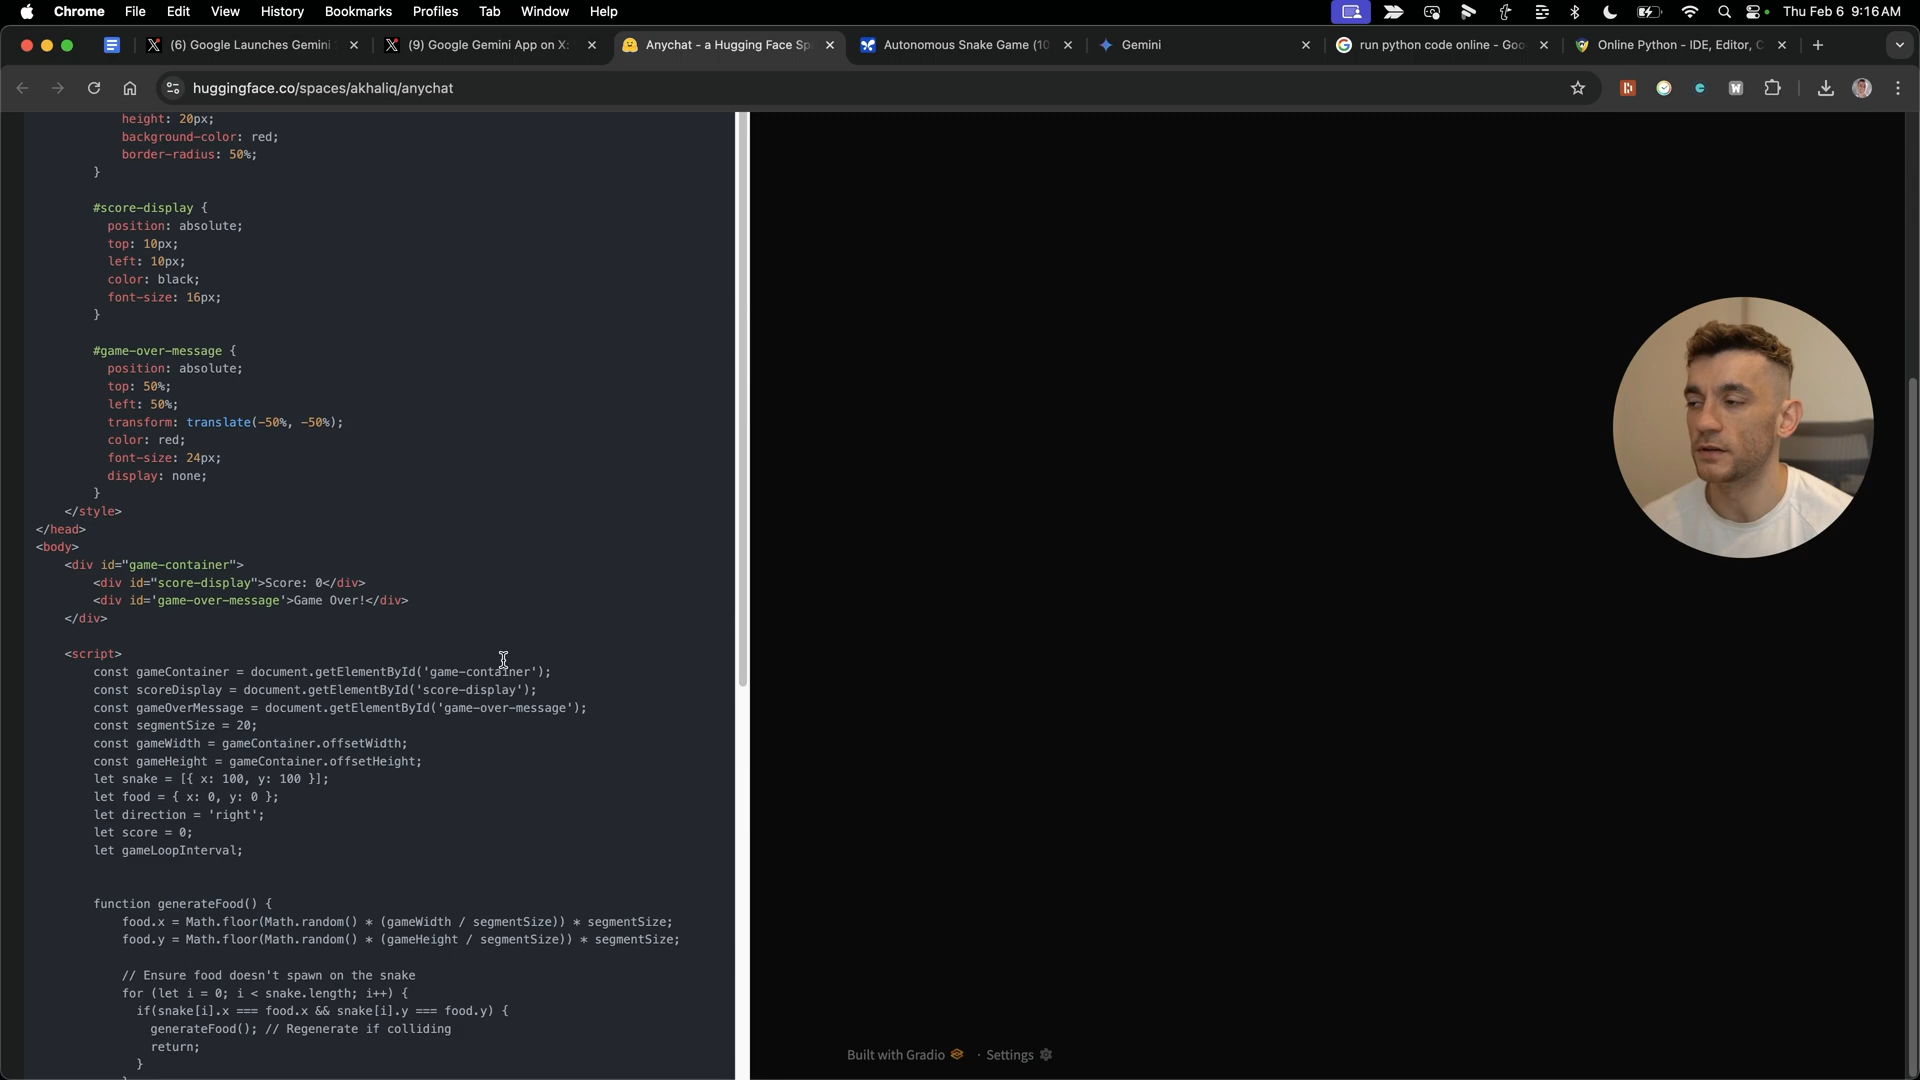 Chrome File Edit View History Bookmarks Profiles Tab Window Help Thu Feb 6 9:16 AM
(6) Google Launches Gemini (9) Google Gemini App on X: Anychat - a Hugging Face Sp Autonomous Snake Game (10 Gemini run python code online - Goo Online Python - IDE, Editor, C
huggingface.co/spaces/akhaliq/anychat
height: 20px;
background-color: red;
border-radius: 50%;
}
#score-display {
position: absolute;
top: 10px;
left: 10px;
color: black;
font-size: 16px;
}
#game-over-message {
position: absolute;
top: 50%;
left: 50%;
transform: translate(-50%, -50%);
color: red;
font-size: 24px;
display: none;
}
</style>
</head>
<body>
<div id="game-container">
<div id="score-display">Score: 0</div>
<div id='game-over-message'>Game Over!</div>
</div>
<script>
const gameContainer = document.getElementById('game-container');
const scoreDisplay = document.getElementById('score-display');
const gameOverMessage = document.getElementById('game-over-message');
const segmentSize = 20;
const gameWidth = gameContainer.offsetWidth;
const gameHeight = gameContainer.offsetHeight;
let snake = [{ x: 100, y: 100 }];
let food = { x: 0, y: 0 };
let direction = 'right';
let score = 0;
let gameLoopInterval;
function generateFood() {
food.x = Math.floor(Math.random() * (gameWidth / segmentSize)) * segmentSize;
food.y = Math.floor(Math.random() * (gameHeight / segmentSize)) * segmentSize;
// Ensure food doesn't spawn on the snake
for (let i = 0; i < snake.length; i++) {
if(snake[i].x === food.x && snake[i].y === food.y) {
generateFood(); // Regenerate if colliding
return;
}
Built with Gradio · Settings